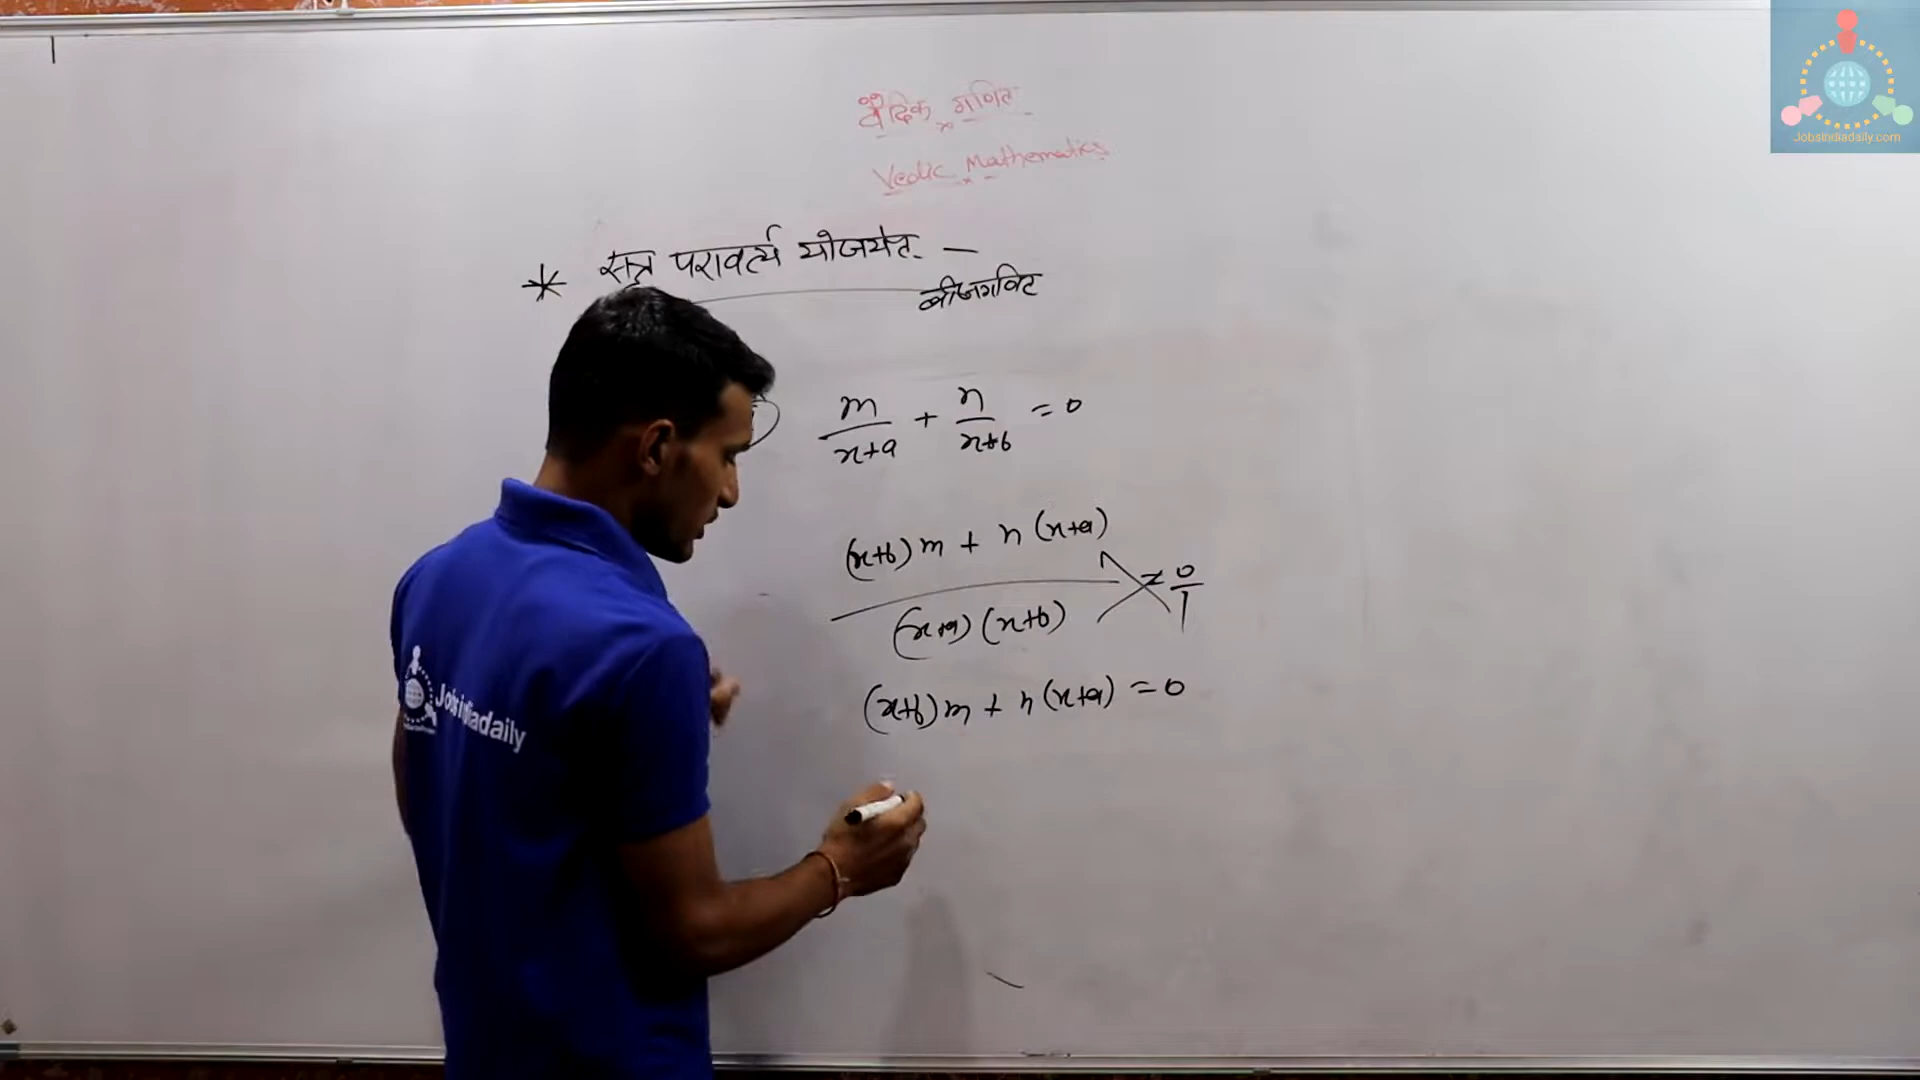 वैदिक गणित
Vedic Mathematics
* सूत्र परावर्त्य योजयेत् —
बीजगणित
m/x+a + n/x+b = 0
(x+b)m + n(x+a) / (x+a)(x+b) = 0/1
(x+b)m + n(x+a) = 0
Jobsindiadaily
Jobsindiadaily.com